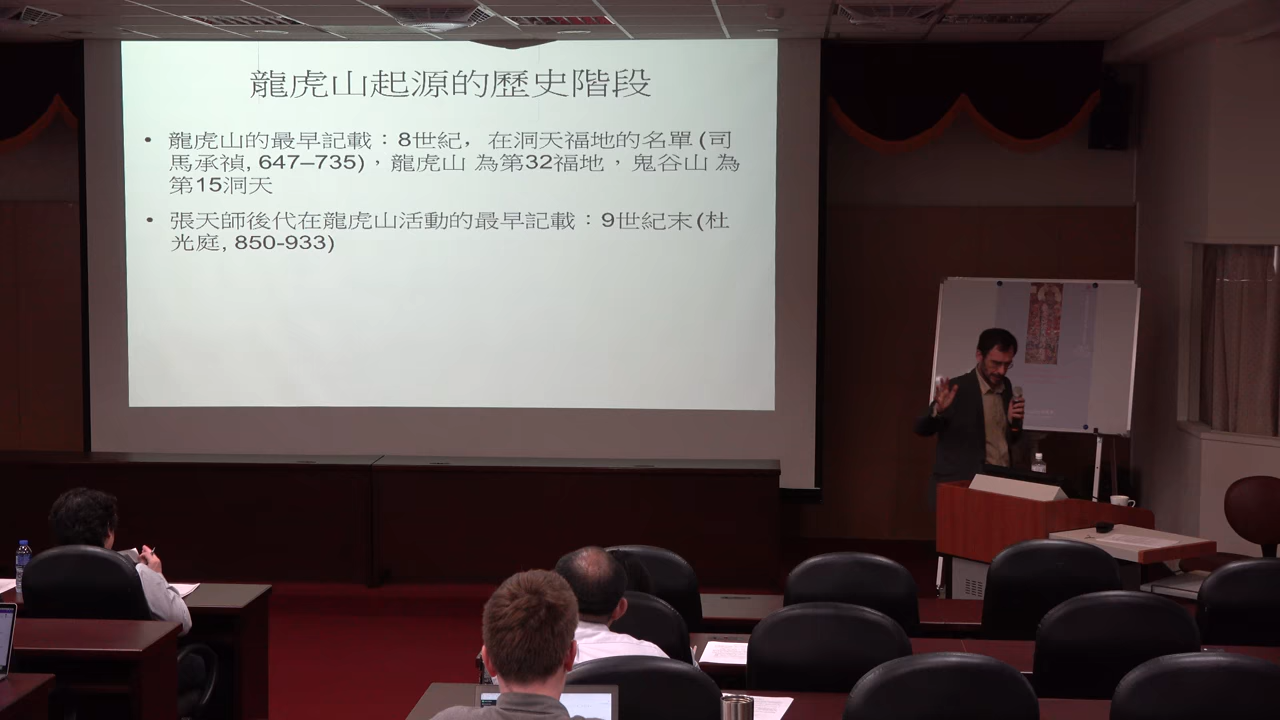 龍虎山起源的歷史階段
• 龍虎山的最早記載：8世紀，在洞天福地的名單 (司
馬承禎, 647–735)，龍虎山 為第32福地，鬼谷山 為
第15洞天
• 張天師後代在龍虎山活動的最早記載：9世紀末 (杜
光庭, 850-933)